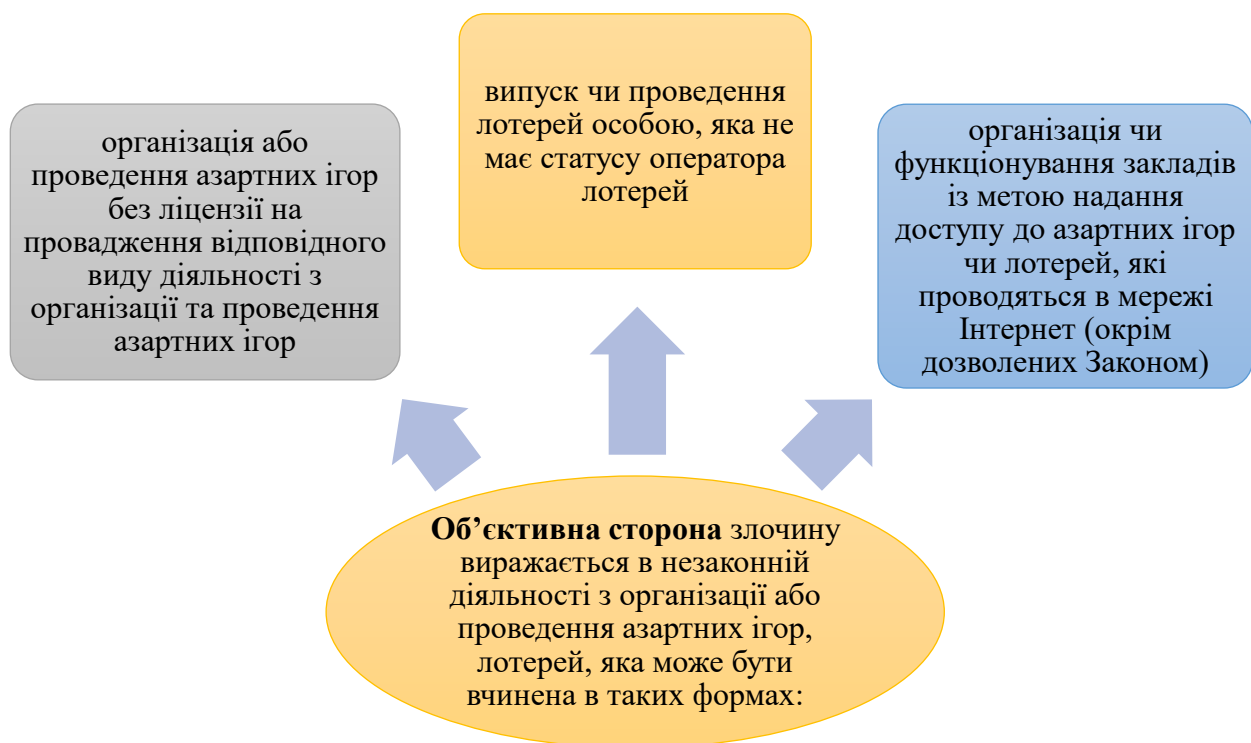 організація або
проведення азартних ігор
без ліцензії на
провадження відповідного
виду діяльності з
організації та проведення
азартних ігор
випуск чи проведення
лотерей особою, яка не
має статусу оператора
лотерей
організація чи
функціонування закладів
із метою надання
доступу до азартних ігор
чи лотерей, які
проводяться в мережі
Інтернет (окрім
дозволених Законом)
Об’єктивна сторона злочину
виражається в незаконній
діяльності з організації або
проведення азартних ігор,
лотерей, яка може бути
вчинена в таких формах: